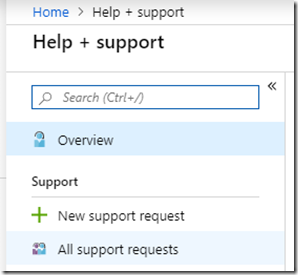 Home > Help + support
Help + support
Search (Ctrl+/)
«
Overview
Support
New support request
All support requests